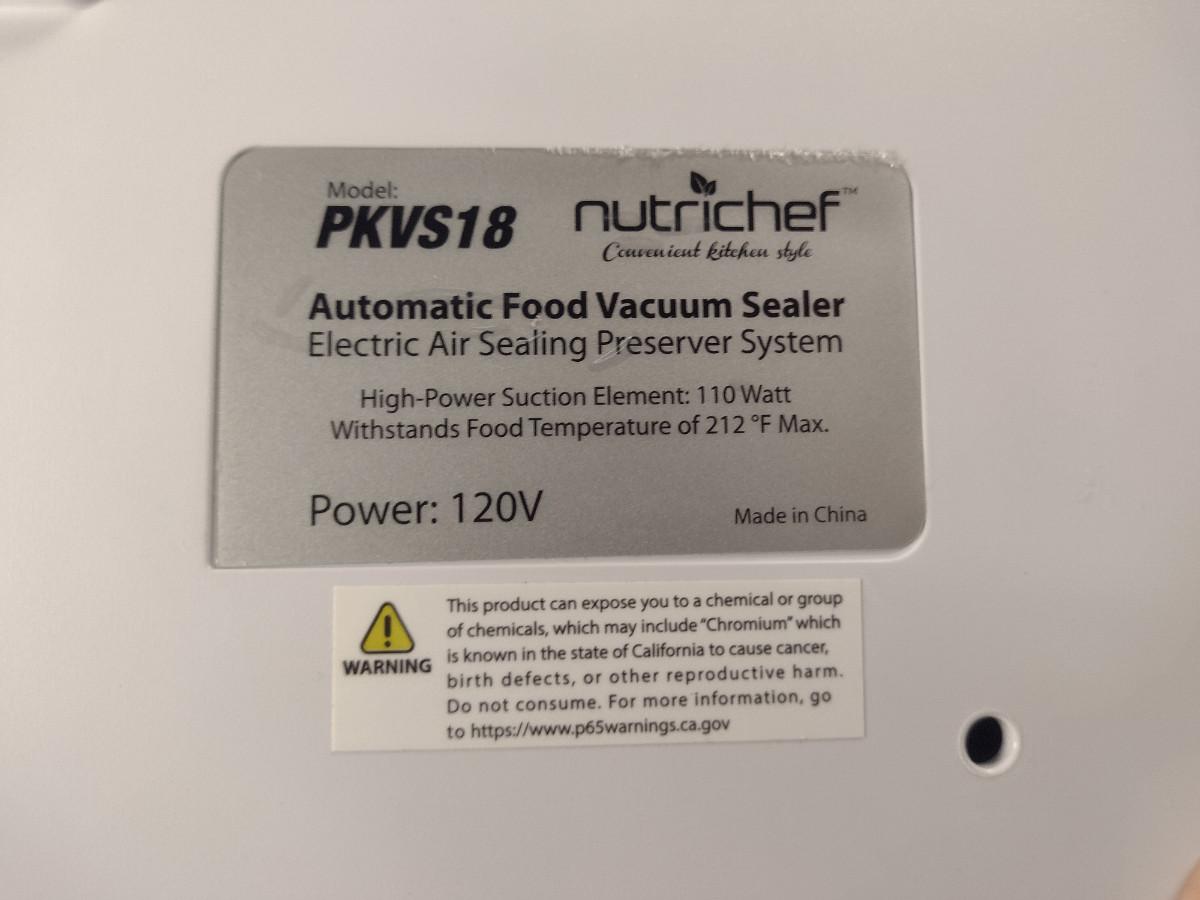 Model:
PKVS18
nutrichef™
Convenient kitchen style
Automatic Food Vacuum Sealer
Electric Air Sealing Preserver System
High-Power Suction Element: 110 Watt
Withstands Food Temperature of 212 °F Max.
Power: 120V
Made in China
WARNING
This product can expose you to a chemical or group
of chemicals, which may include "Chromium" which
is known in the state of California to cause cancer,
birth defects, or other reproductive harm.
Do not consume. For more information, go
to https://www.p65warnings.ca.gov